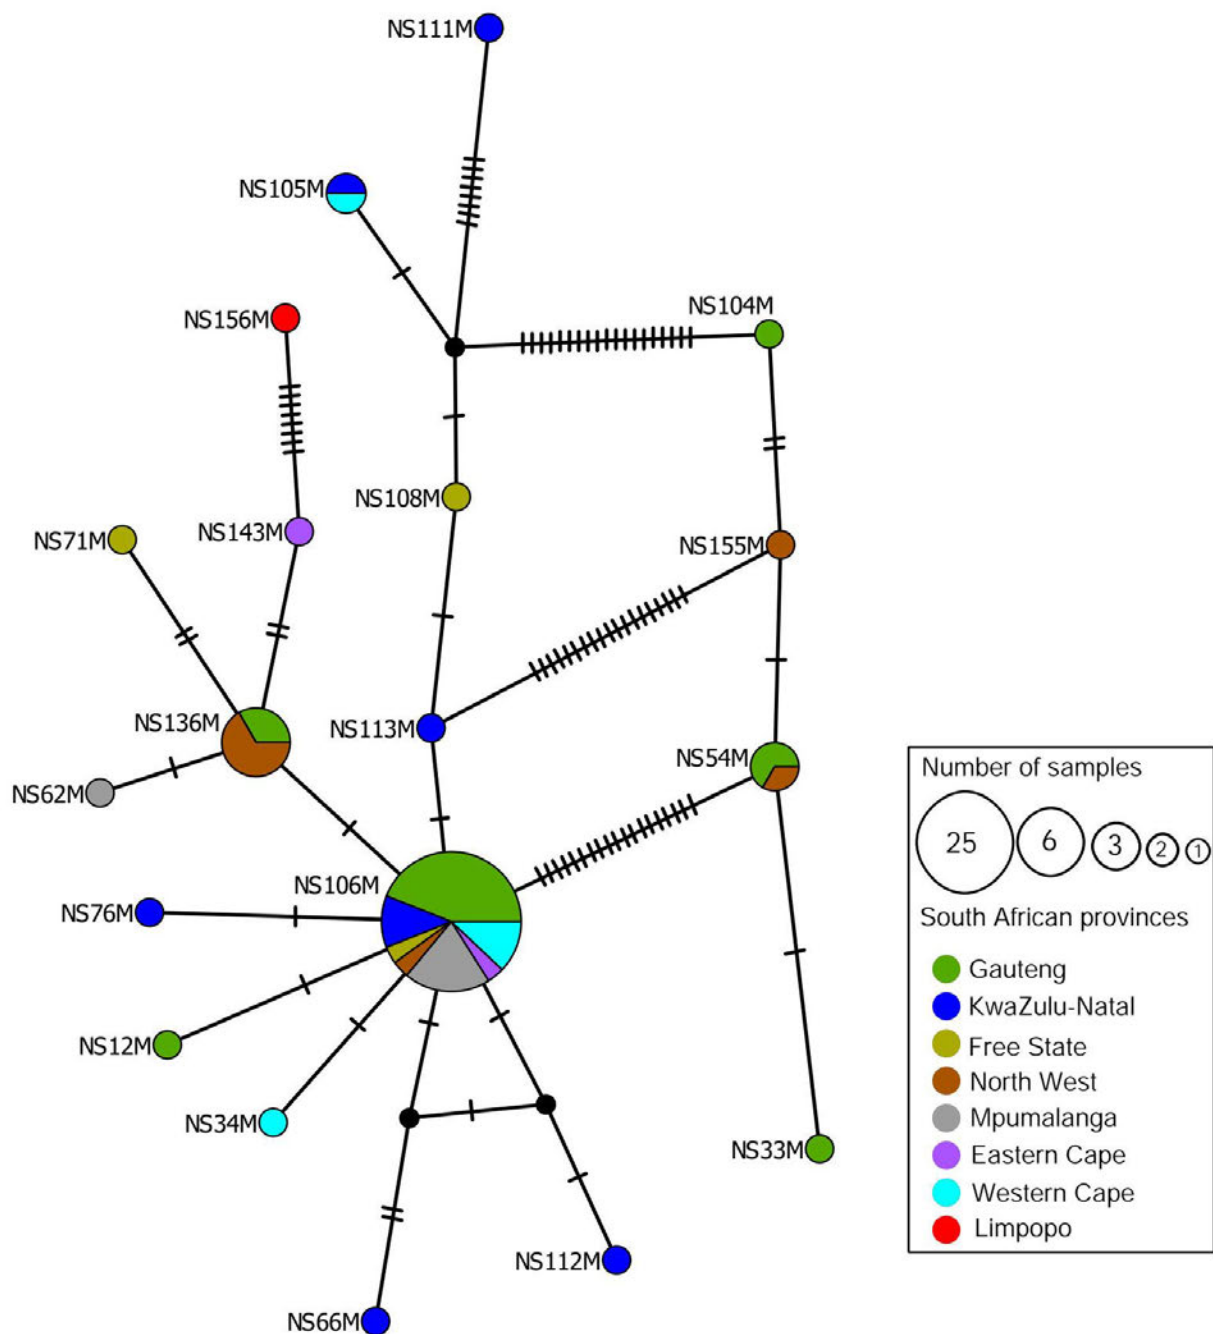 NS111M
NS105M
NS156M
NS104M
NS108M
NS71M
NS143M
NS155M
NS136M
NS113M
NS54M
NS62M
NS106M
NS76M
NS12M
NS34M
NS33M
NS112M
NS66M
Number of samples
25 6 3 2 1
South African provinces
Gauteng
KwaZulu-Natal
Free State
North West
Mpumalanga
Eastern Cape
Western Cape
Limpopo